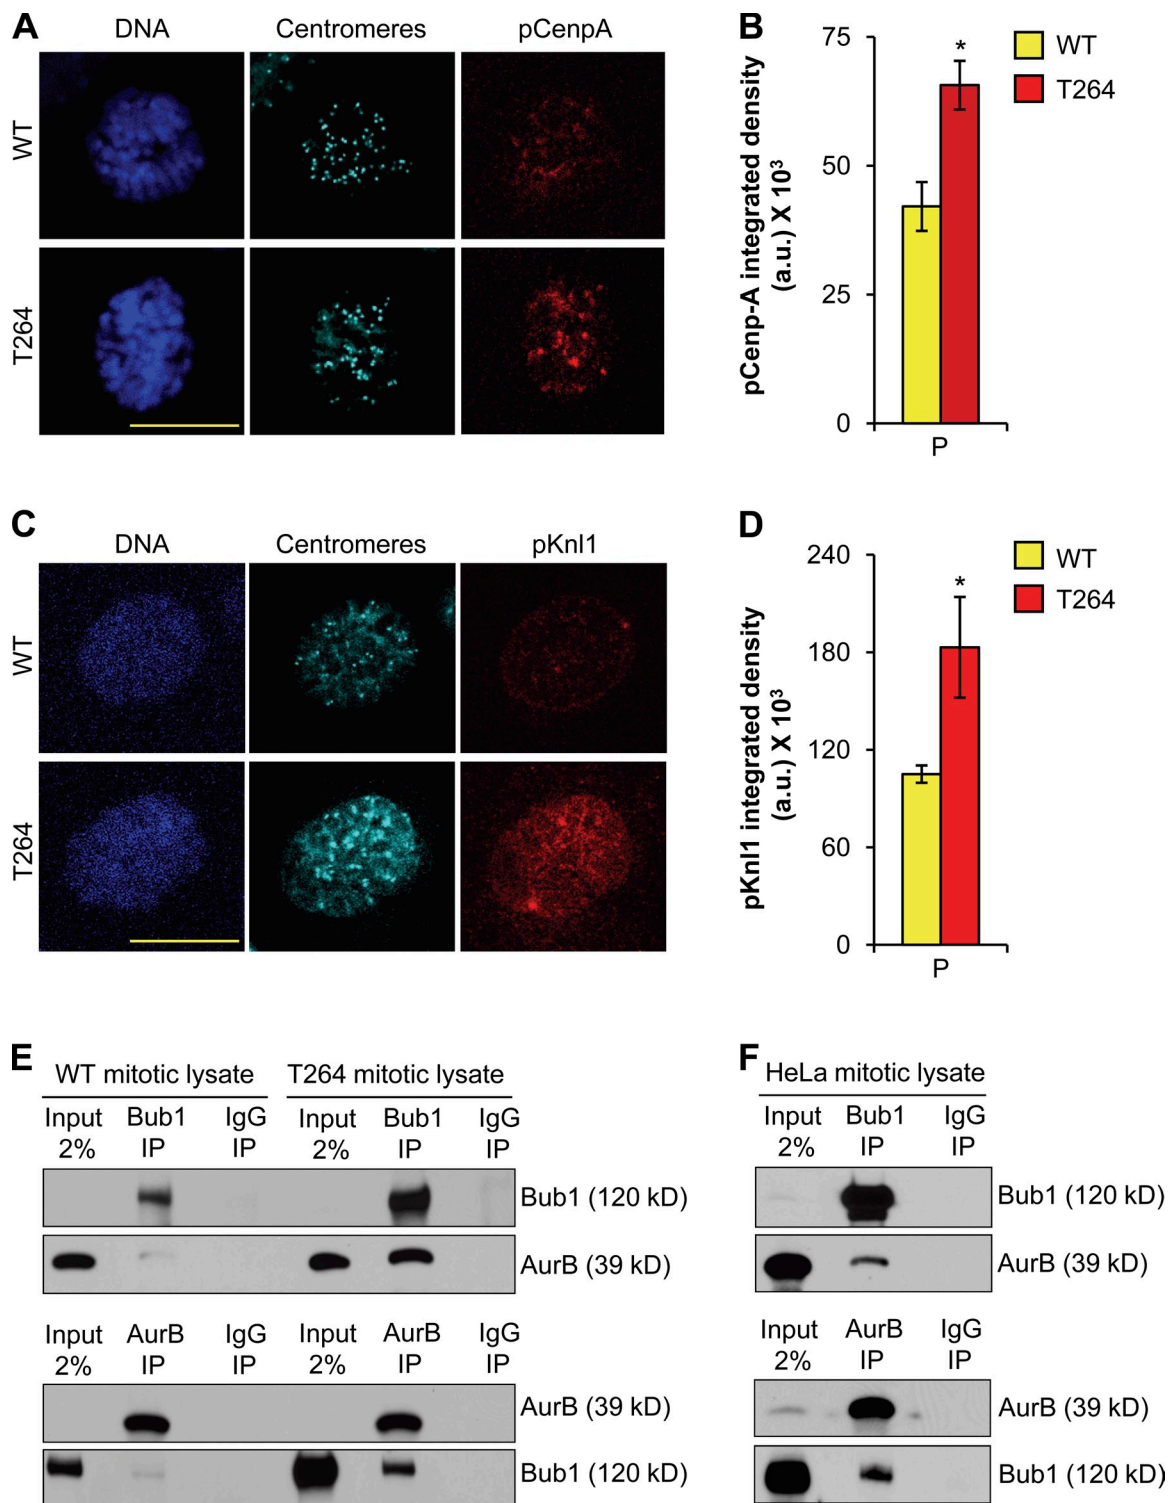 A
DNA Centromeres pCenpA
WT
T264
B
75
50
25
0
pCenp-A integrated density
(a.u.) X 10³
*
P
WT
T264
C
DNA Centromeres pKnl1
WT
T264
D
240
180
120
60
0
pKnl1 integrated density
(a.u.) X 10³
*
P
WT
T264
E
WT mitotic lysate T264 mitotic lysate
Input Bub1 IgG Input Bub1 IgG
2% IP IP 2% IP IP
Bub1 (120 kD)
AurB (39 kD)
Input AurB IgG Input AurB IgG
2% IP IP 2% IP IP
AurB (39 kD)
Bub1 (120 kD)
F
HeLa mitotic lysate
Input Bub1 IgG
2% IP IP
Bub1 (120 kD)
AurB (39 kD)
Input AurB IgG
2% IP IP
AurB (39 kD)
Bub1 (120 kD)